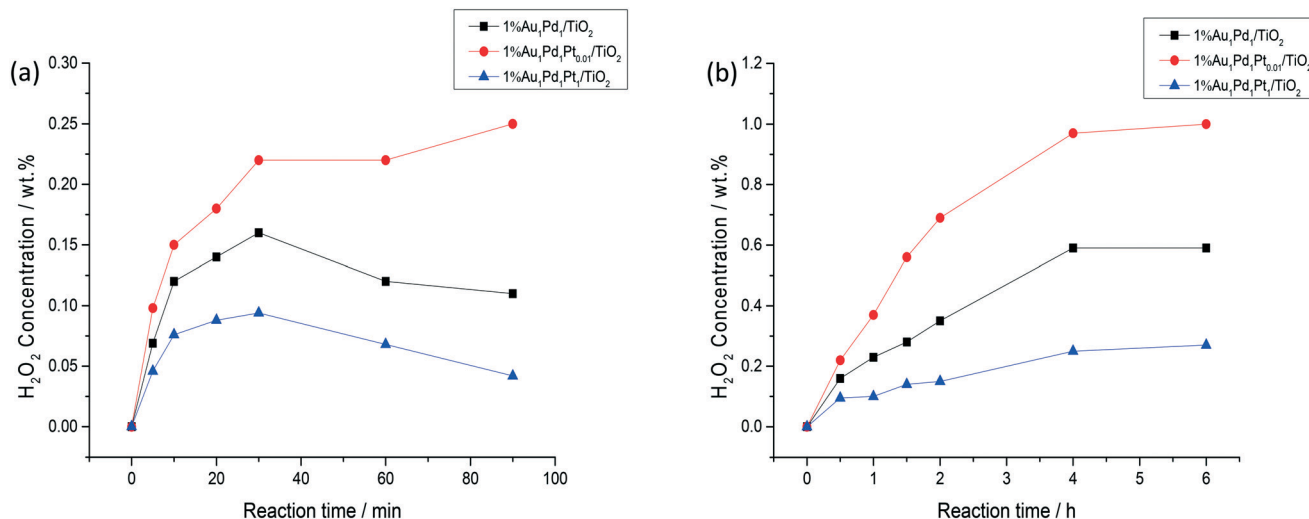 (a)
1%Au₁Pd₁/TiO₂
1%Au₁Pd₁Pt₀.₀₁/TiO₂
1%Au₁Pd₁Pt₁/TiO₂
0.30
0.25
0.20
0.15
0.10
0.05
0.00
H₂O₂ Concentration / wt.%
0 20 40 60 80 100
Reaction time / min
(b)
1%Au₁Pd₁/TiO₂
1%Au₁Pd₁Pt₀.₀₁/TiO₂
1%Au₁Pd₁Pt₁/TiO₂
1.2
1.0
0.8
0.6
0.4
0.2
0.0
H₂O₂ Concentration / wt.%
0 1 2 3 4 5 6
Reaction time / h